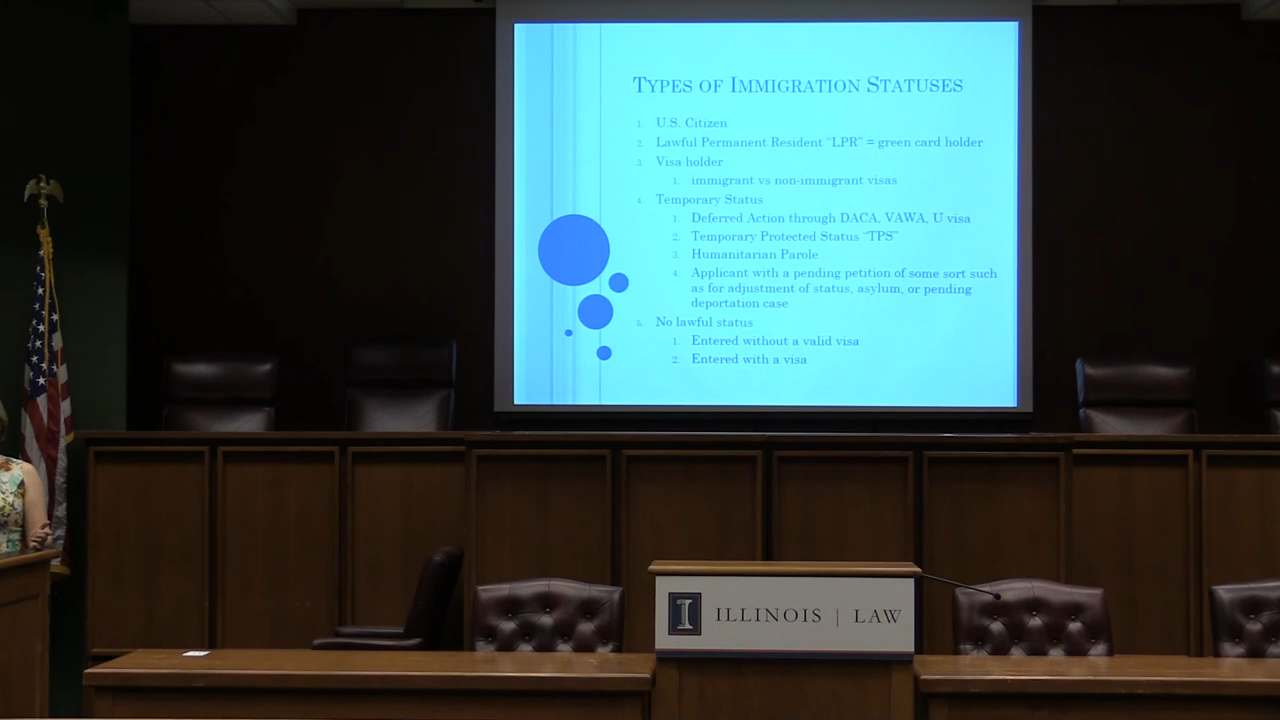 TYPES OF IMMIGRATION STATUSES
1. U.S. Citizen
2. Lawful Permanent Resident “LPR” = green card holder
3. Visa holder
1. immigrant vs non-immigrant visas
4. Temporary Status
1. Deferred Action through DACA, VAWA, U visa
2. Temporary Protected Status “TPS”
3. Humanitarian Parole
4. Applicant with a pending petition of some sort such
as for adjustment of status, asylum, or pending
deportation case
5. No lawful status
1. Entered without a valid visa
2. Entered with a visa
I ILLINOIS | LAW